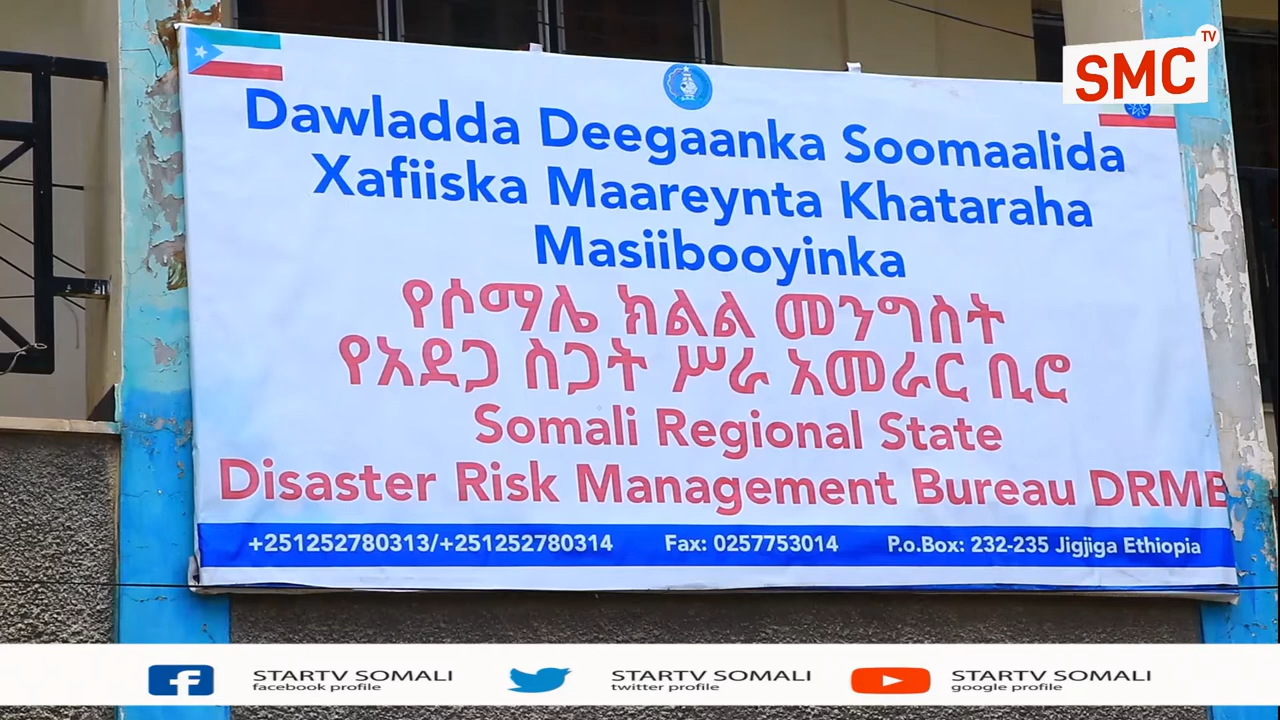 SMC TV
Dawladda Deegaanka Soomaalida
Xafiiska Maareynta Khataraha
Masiibooyinka
የሶማሌ ክልል መንግስት
የአደጋ ስጋት ሥራ አመራር ቢሮ
Somali Regional State
Disaster Risk Management Bureau DRMB
+251252780313/+251252780314 Fax: 0257753014 P.o.Box: 232-235 Jigjiga Ethiopia
STARTV SOMALI STARTV SOMALI STARTV SOMALI
facebook profile twitter profile google profile